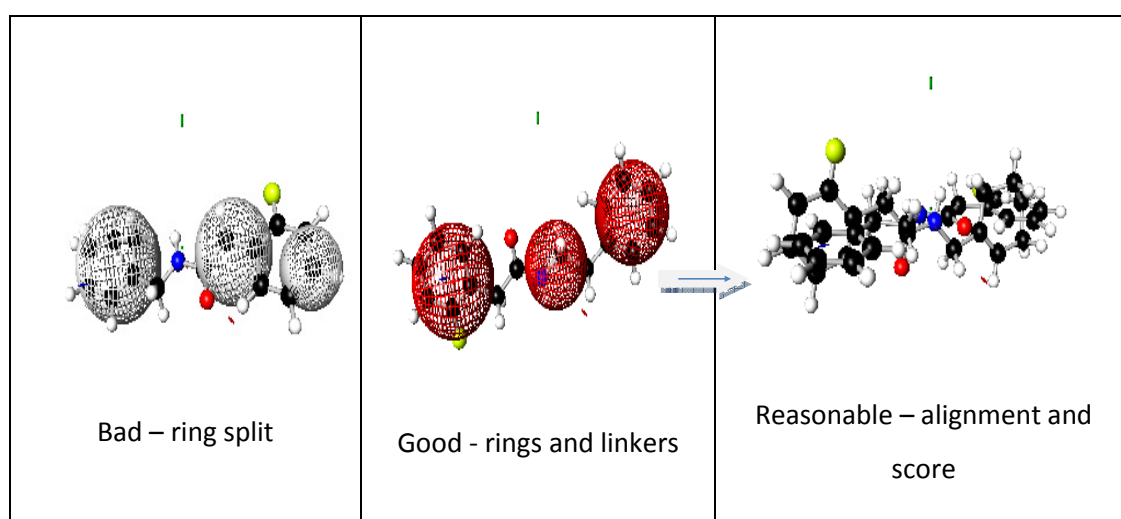 Bad – ring split
Good - rings and linkers
Reasonable – alignment and
score